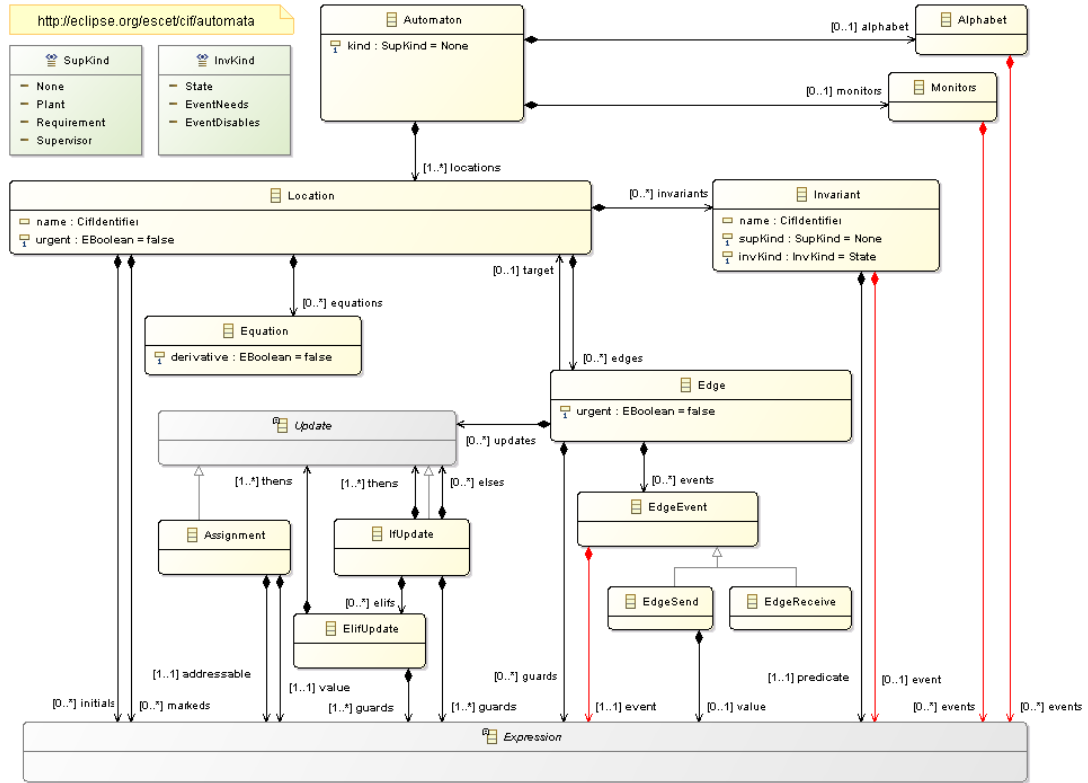 http://eclipse.org/escet/cif/automata
Automaton
kind : SupKind = None
[0..1] alphabet
Alphabet
SupKind
None
Plant
Requirement
Supervisor
InvKind
State
EventNeeds
EventDisables
[0..1] monitors
Monitors
[1..*] locations
Location
name : CifIdentifier
urgent : EBoolean = false
[0..*] invariants
Invariant
name : CifIdentifier
supKind : SupKind = None
invKind : InvKind = State
[0..1] target
[0..*] equations
Equation
derivative : EBoolean = false
[0..*] edges
Edge
urgent : EBoolean = false
Update
[0..*] updates
[1..*] thens
[1..*] thens
[0..*] elses
[0..*] events
EdgeEvent
Assignment
IfUpdate
[0..*] elifs
EdgeSend
EdgeReceive
ElifUpdate
[1..1] addressable
[1..1] value
[0..*] guards
[1..1] predicate
[0..1] event
[0..*] initials
[0..*] markeds
[1..*] guards
[1..*] guards
[1..1] event
[0..1] value
[0..*] events
[0..*] events
Expression